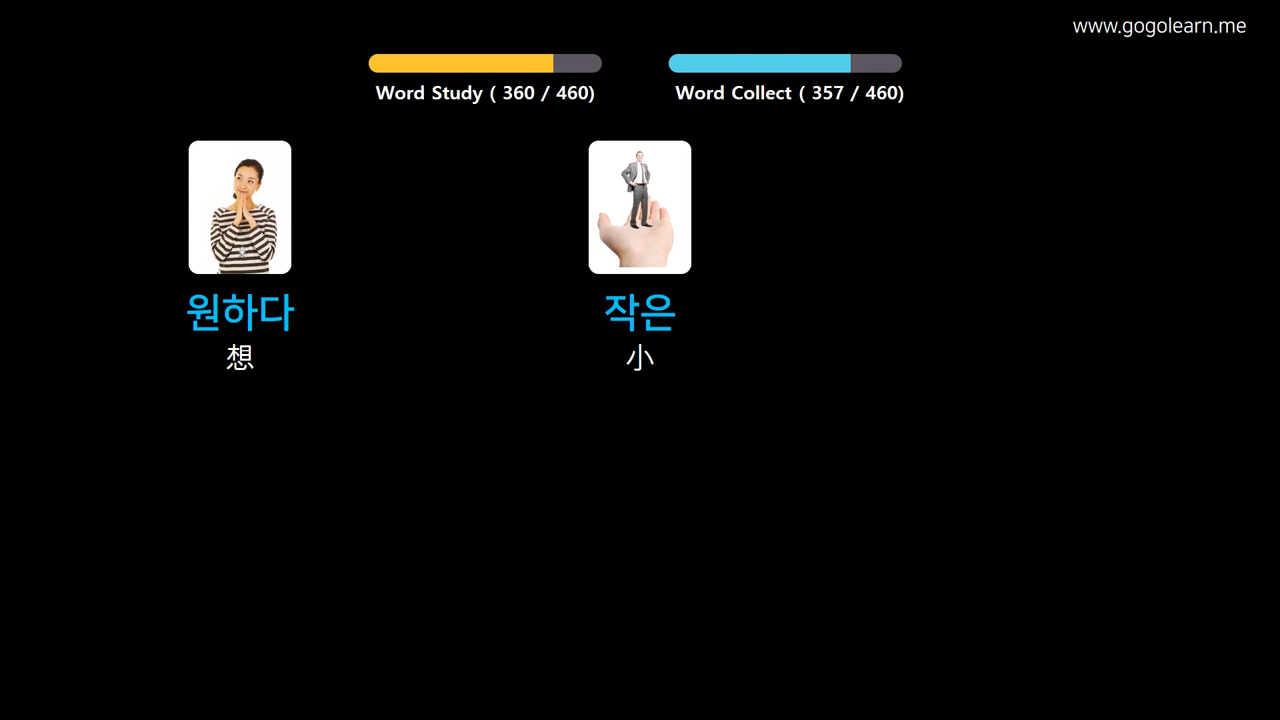 www.gogolearn.me
Word Study ( 360 / 460)
Word Collect ( 357 / 460)
원하다
想
작은
小